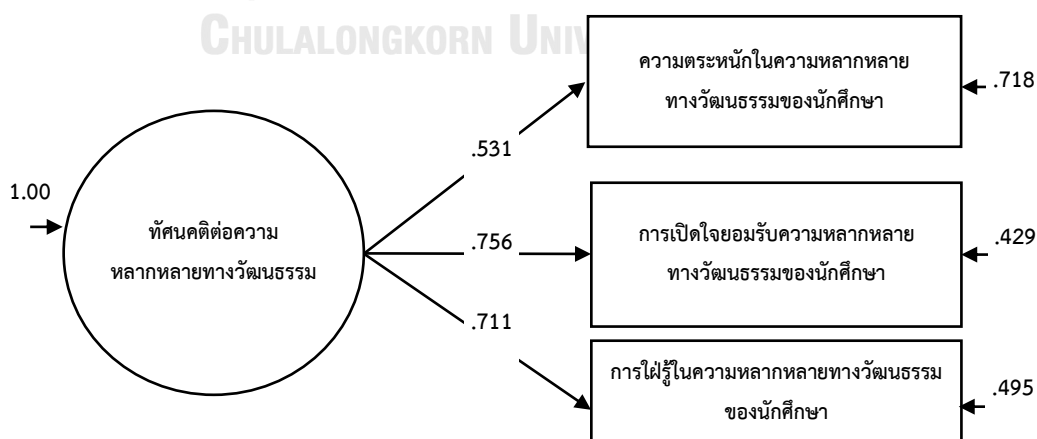 CHULALONGKORN UNIV
ความตระหนักในความหลากหลาย
ทางวัฒนธรรมของนักศึกษา
.718
.531
1.00
ทัศนคติต่อความ
หลากหลายทางวัฒนธรรม
.756
การเปิดใจยอมรับความหลากหลาย
ทางวัฒนธรรมของนักศึกษา
.429
.711
การใฝ่รู้ในความหลากหลายทางวัฒนธรรม
ของนักศึกษา
.495